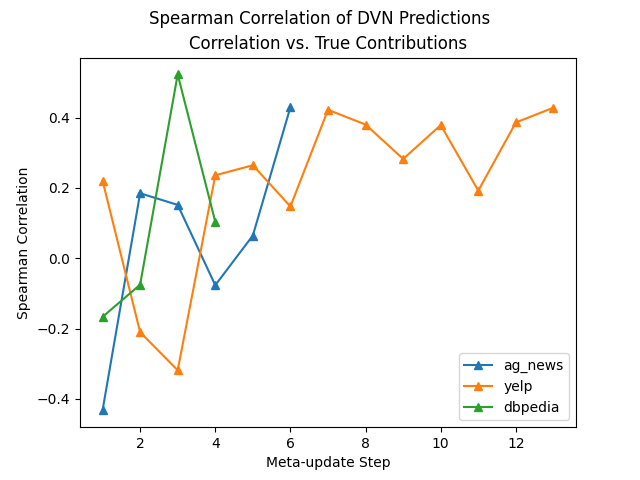 Spearman Correlation of DVN Predictions
Correlation vs. True Contributions
Spearman Correlation
0.4
0.2
0.0
−0.2
−0.4
ag_news
yelp
dbpedia
2 4 6 8 10 12
Meta-update Step